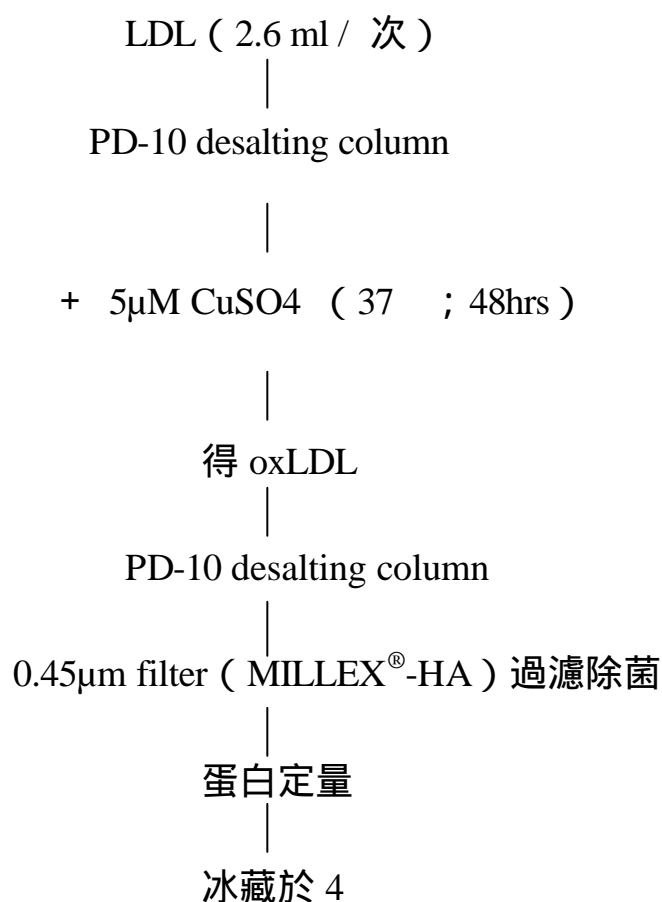 LDL（2.6 ml / 次）
PD-10 desalting column
+ 5μM CuSO4 （37 ；48hrs）
得 oxLDL
PD-10 desalting column
0.45μm filter（MILLEX®-HA）過濾除菌
蛋白定量
冰藏於 4